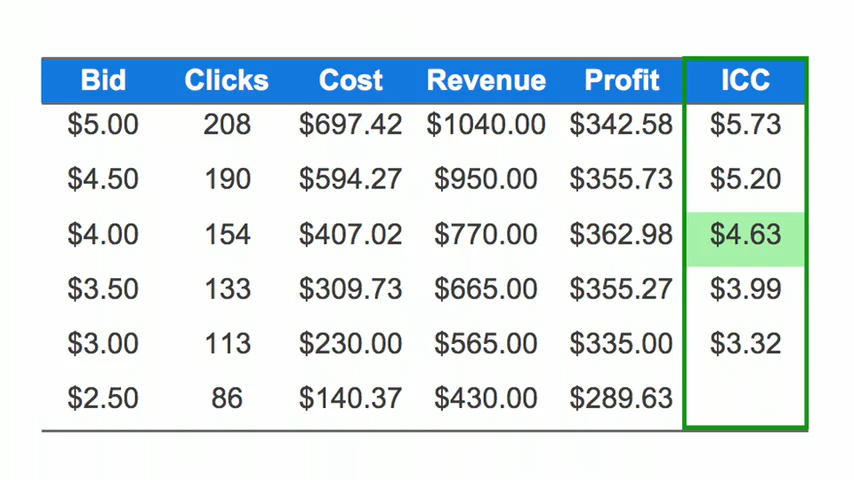 Bid Clicks Cost Revenue Profit ICC
$5.00 208 $697.42 $1040.00 $342.58 $5.73
$4.50 190 $594.27 $950.00 $355.73 $5.20
$4.00 154 $407.02 $770.00 $362.98 $4.63
$3.50 133 $309.73 $665.00 $355.27 $3.99
$3.00 113 $230.00 $565.00 $335.00 $3.32
$2.50 86 $140.37 $430.00 $289.63